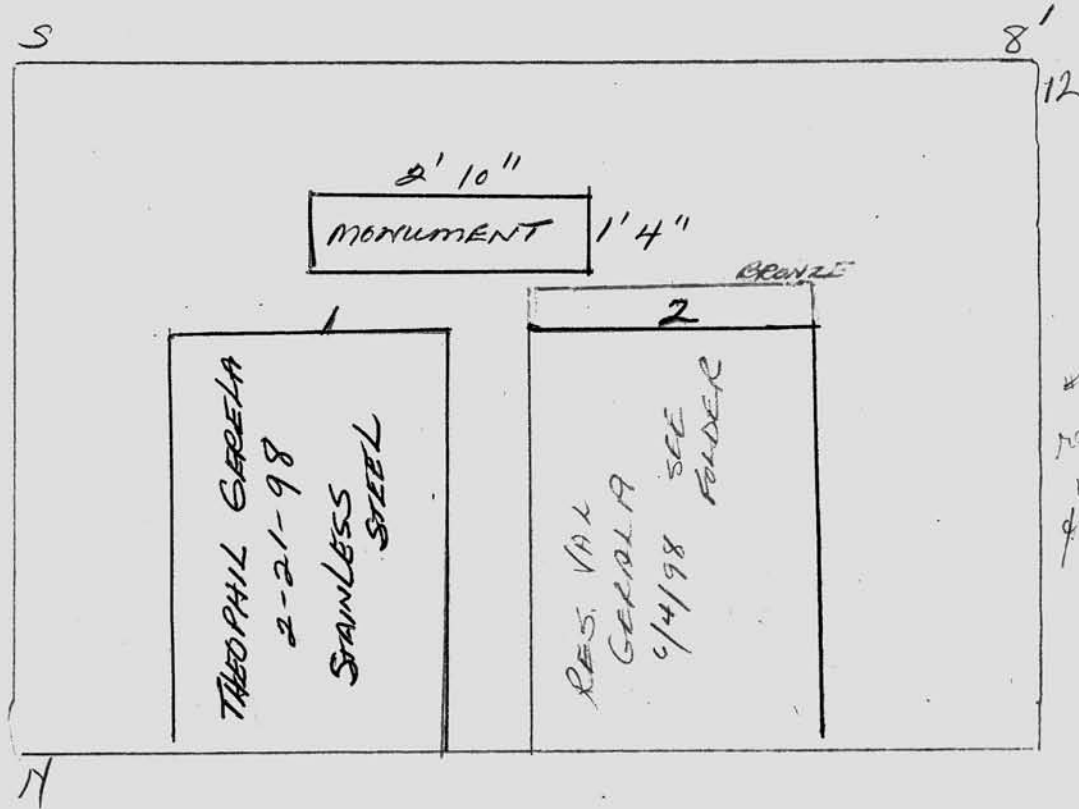 S
8'
12
2' 10"
MONUMENT
1' 4"
BRONZE
1
2
THEOPHIL GERELA
2-21-98
STAINLESS
STEEL
RES. VAL
GERALA
6/4/98 SEE
FOLDER
N